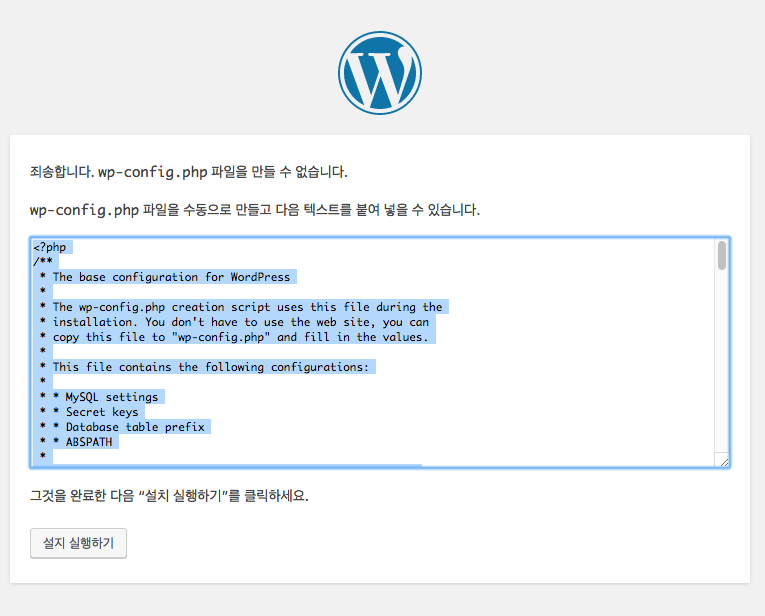 죄송합니다. wp-config.php 파일을 만들 수 없습니다.
wp-config.php 파일을 수동으로 만들고 다음 텍스트를 붙여 넣을 수 있습니다.
<?php
/**
 * The base configuration for WordPress
 *
 * The wp-config.php creation script uses this file during the
 * installation. You don't have to use the web site, you can
 * copy this file to "wp-config.php" and fill in the values.
 *
 * This file contains the following configurations:
 *
 * * MySQL settings
 * * Secret keys
 * * Database table prefix
 * * ABSPATH
 *
그것을 완료한 다음 “설치 실행하기”를 클릭하세요.
설치 실행하기